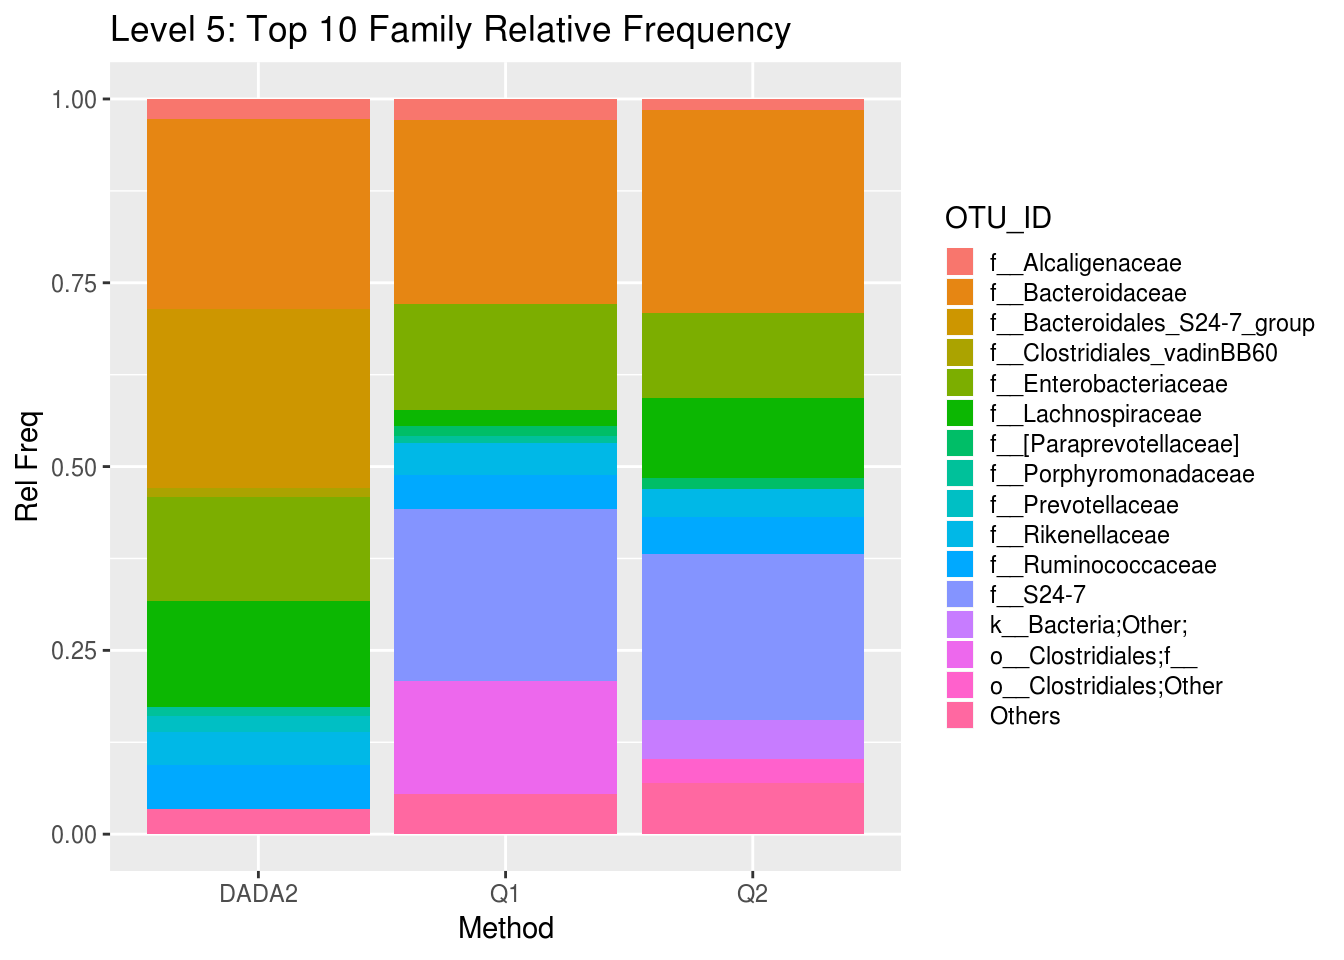 Level 5: Top 10 Family Relative Frequency
1.00
0.75
0.50
0.25
0.00
Rel Freq
DADA2 Q1 Q2
Method
OTU_ID
f__Alcaligenaceae
f__Bacteroidaceae
f__Bacteroidales_S24-7_group
f__Clostridiales_vadinBB60
f__Enterobacteriaceae
f__Lachnospiraceae
f__[Paraprevotellaceae]
f__Porphyromonadaceae
f__Prevotellaceae
f__Rikenellaceae
f__Ruminococcaceae
f__S24-7
k__Bacteria;Other;
o__Clostridiales;f__
o__Clostridiales;Other
Others